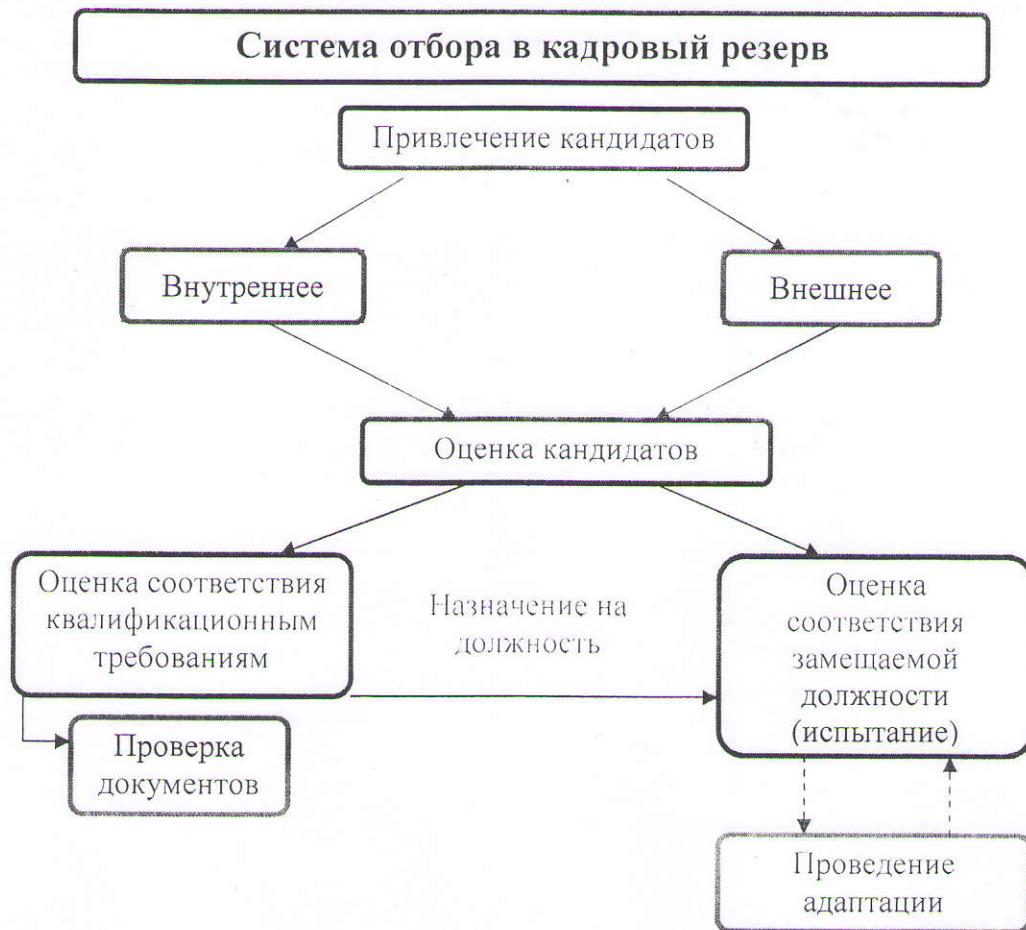 Система отбора в кадровый резерв
Привлечение кандидатов
Внутреннее
Внешнее
Оценка кандидатов
Оценка соответствия
квалификационным
требованиям
Назначение на
должность
Оценка
соответствия
замещаемой
должности
(испытание)
Проверка
документов
Проведение
адаптации